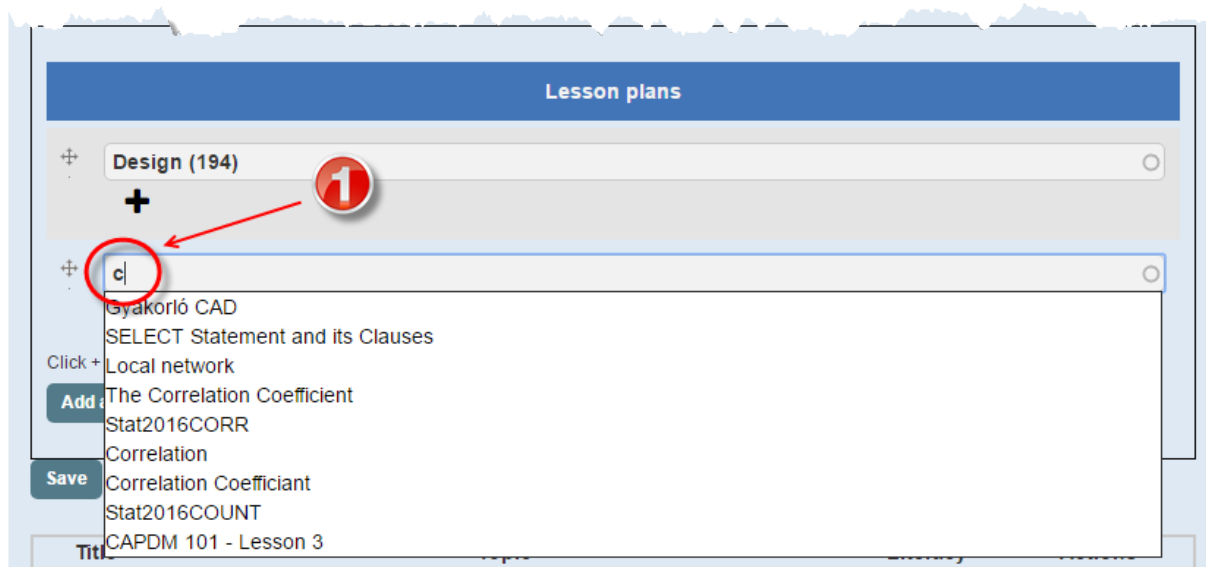 Lesson plans
Design (194)
1
c
Gyakorló CAD
SELECT Statement and its Clauses
Local network
Click +
The Correlation Coefficient
Add
Stat2016CORR
Correlation
Save
Correlation Coefficiant
Stat2016COUNT
CAPDM 101 - Lesson 3